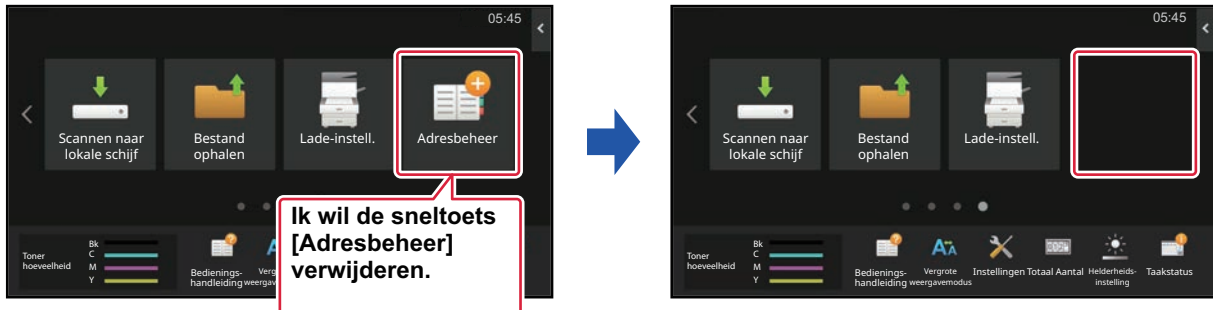 05:45
Scannen naar
lokale schijf
Bestand
ophalen
Lade-instell.
Adresbeheer
Ik wil de sneltoets
[Adresbeheer]
verwijderen.
Toner
hoeveelheid
Bk
C
M
Y
Bedienings-
handleiding
Verg
weergav
05:45
Scannen naar
lokale schijf
Bestand
ophalen
Lade-instell.
Toner
hoeveelheid
Bk
C
M
Y
Bedienings-
handleiding
Vergrote
weergavemodus
Instellingen
Totaal Aantal
Helderheids-
instelling
Taakstatus